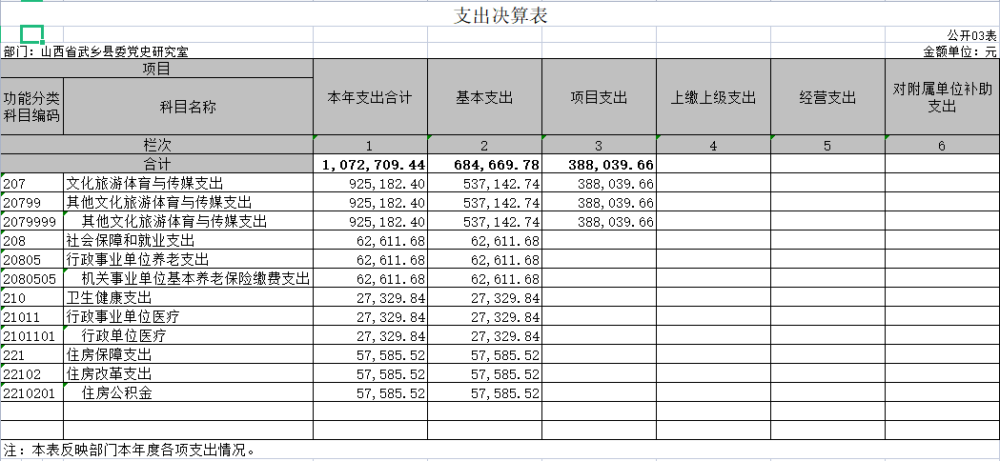 支出决算表
公开03表
部门：山西省武乡县委党史研究室 金额单位：元
项目 本年支出合计 基本支出 项目支出 上缴上级支出 经营支出 对附属单位补助支出
功能分类科目编码 科目名称
栏次 1 2 3 4 5 6
合计 1,072,709.44 684,669.78 388,039.66
207 文化旅游体育与传媒支出 925,182.40 537,142.74 388,039.66
20799 其他文化旅游体育与传媒支出 925,182.40 537,142.74 388,039.66
2079999 其他文化旅游体育与传媒支出 925,182.40 537,142.74 388,039.66
208 社会保障和就业支出 62,611.68 62,611.68
20805 行政事业单位养老支出 62,611.68 62,611.68
2080505 机关事业单位基本养老保险缴费支出 62,611.68 62,611.68
210 卫生健康支出 27,329.84 27,329.84
21011 行政事业单位医疗 27,329.84 27,329.84
2101101 行政单位医疗 27,329.84 27,329.84
221 住房保障支出 57,585.52 57,585.52
22102 住房改革支出 57,585.52 57,585.52
2210201 住房公积金 57,585.52 57,585.52
注：本表反映部门本年度各项支出情况。